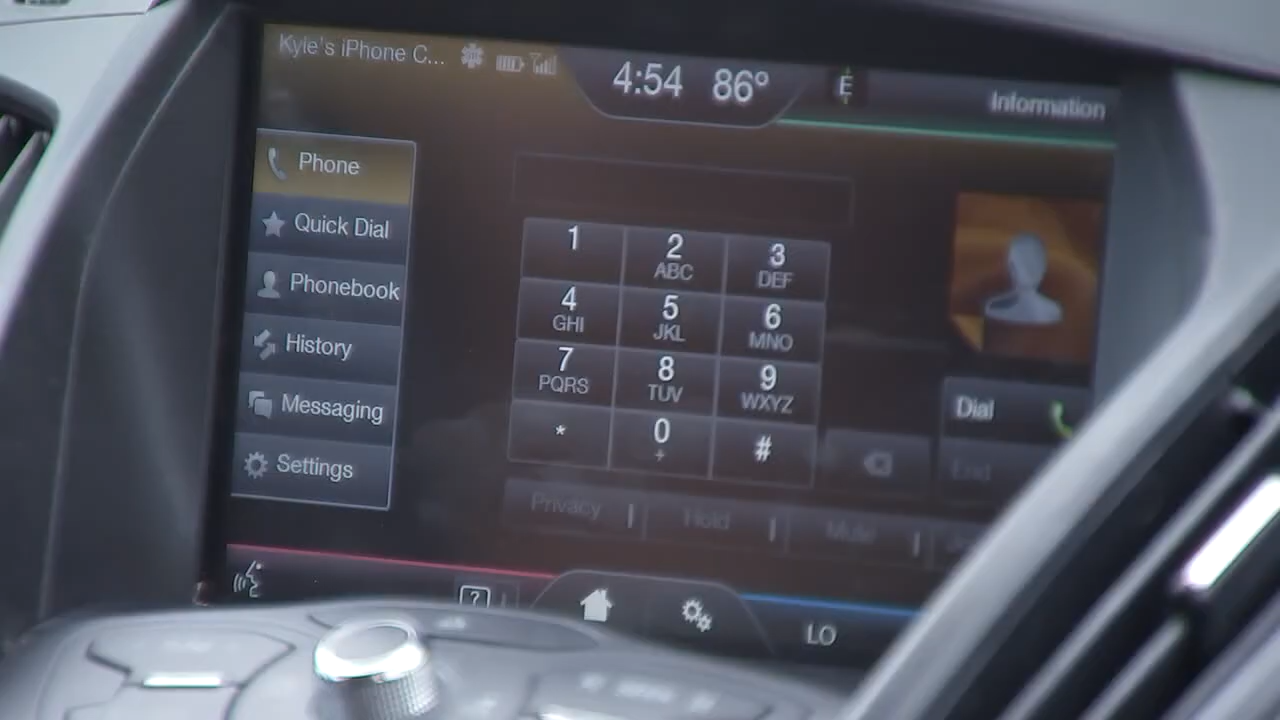 Kyle's iPhone C...
4:54 86°
E
Information
Phone
Quick Dial
Phonebook
History
Messaging
Settings
1
2
ABC
3
DEF
4
GHI
5
JKL
6
MNO
7
PQRS
8
TUV
9
WXYZ
*
0
+
#
Dial
End
Privacy
Hold
Mute
?
LO